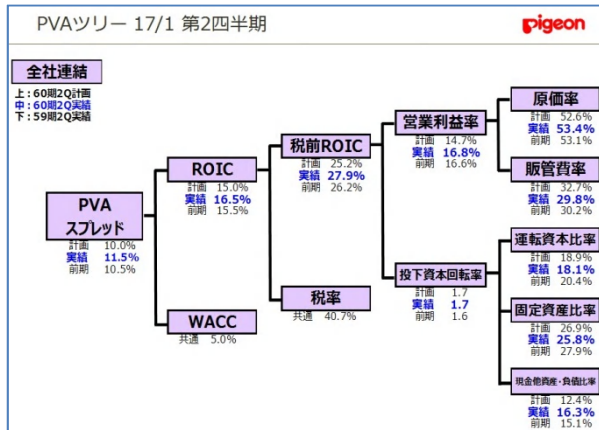 PVAツリー 17/1 第2四半期
pigeon
全社連結
上：60期2Q計画
中：60期2Q実績
下：59期2Q実績
PVA
スプレッド
計画 10.0%
実績 11.5%
前期 10.5%
ROIC
計画 15.0%
実績 16.5%
前期 15.5%
WACC
共通 5.0%
税前ROIC
計画 25.2%
実績 27.9%
前期 26.2%
税率
共通 40.7%
営業利益率
計画 14.7%
実績 16.8%
前期 16.6%
投下資本回転率
計画 1.7
実績 1.7
前期 1.6
原価率
計画 52.6%
実績 53.4%
前期 53.1%
販管費率
計画 32.7%
実績 29.8%
前期 30.2%
運転資本比率
計画 18.9%
実績 18.1%
前期 20.4%
固定資産比率
計画 26.9%
実績 25.8%
前期 27.9%
現金他資産・負債比率
計画 12.4%
実績 16.3%
前期 15.1%